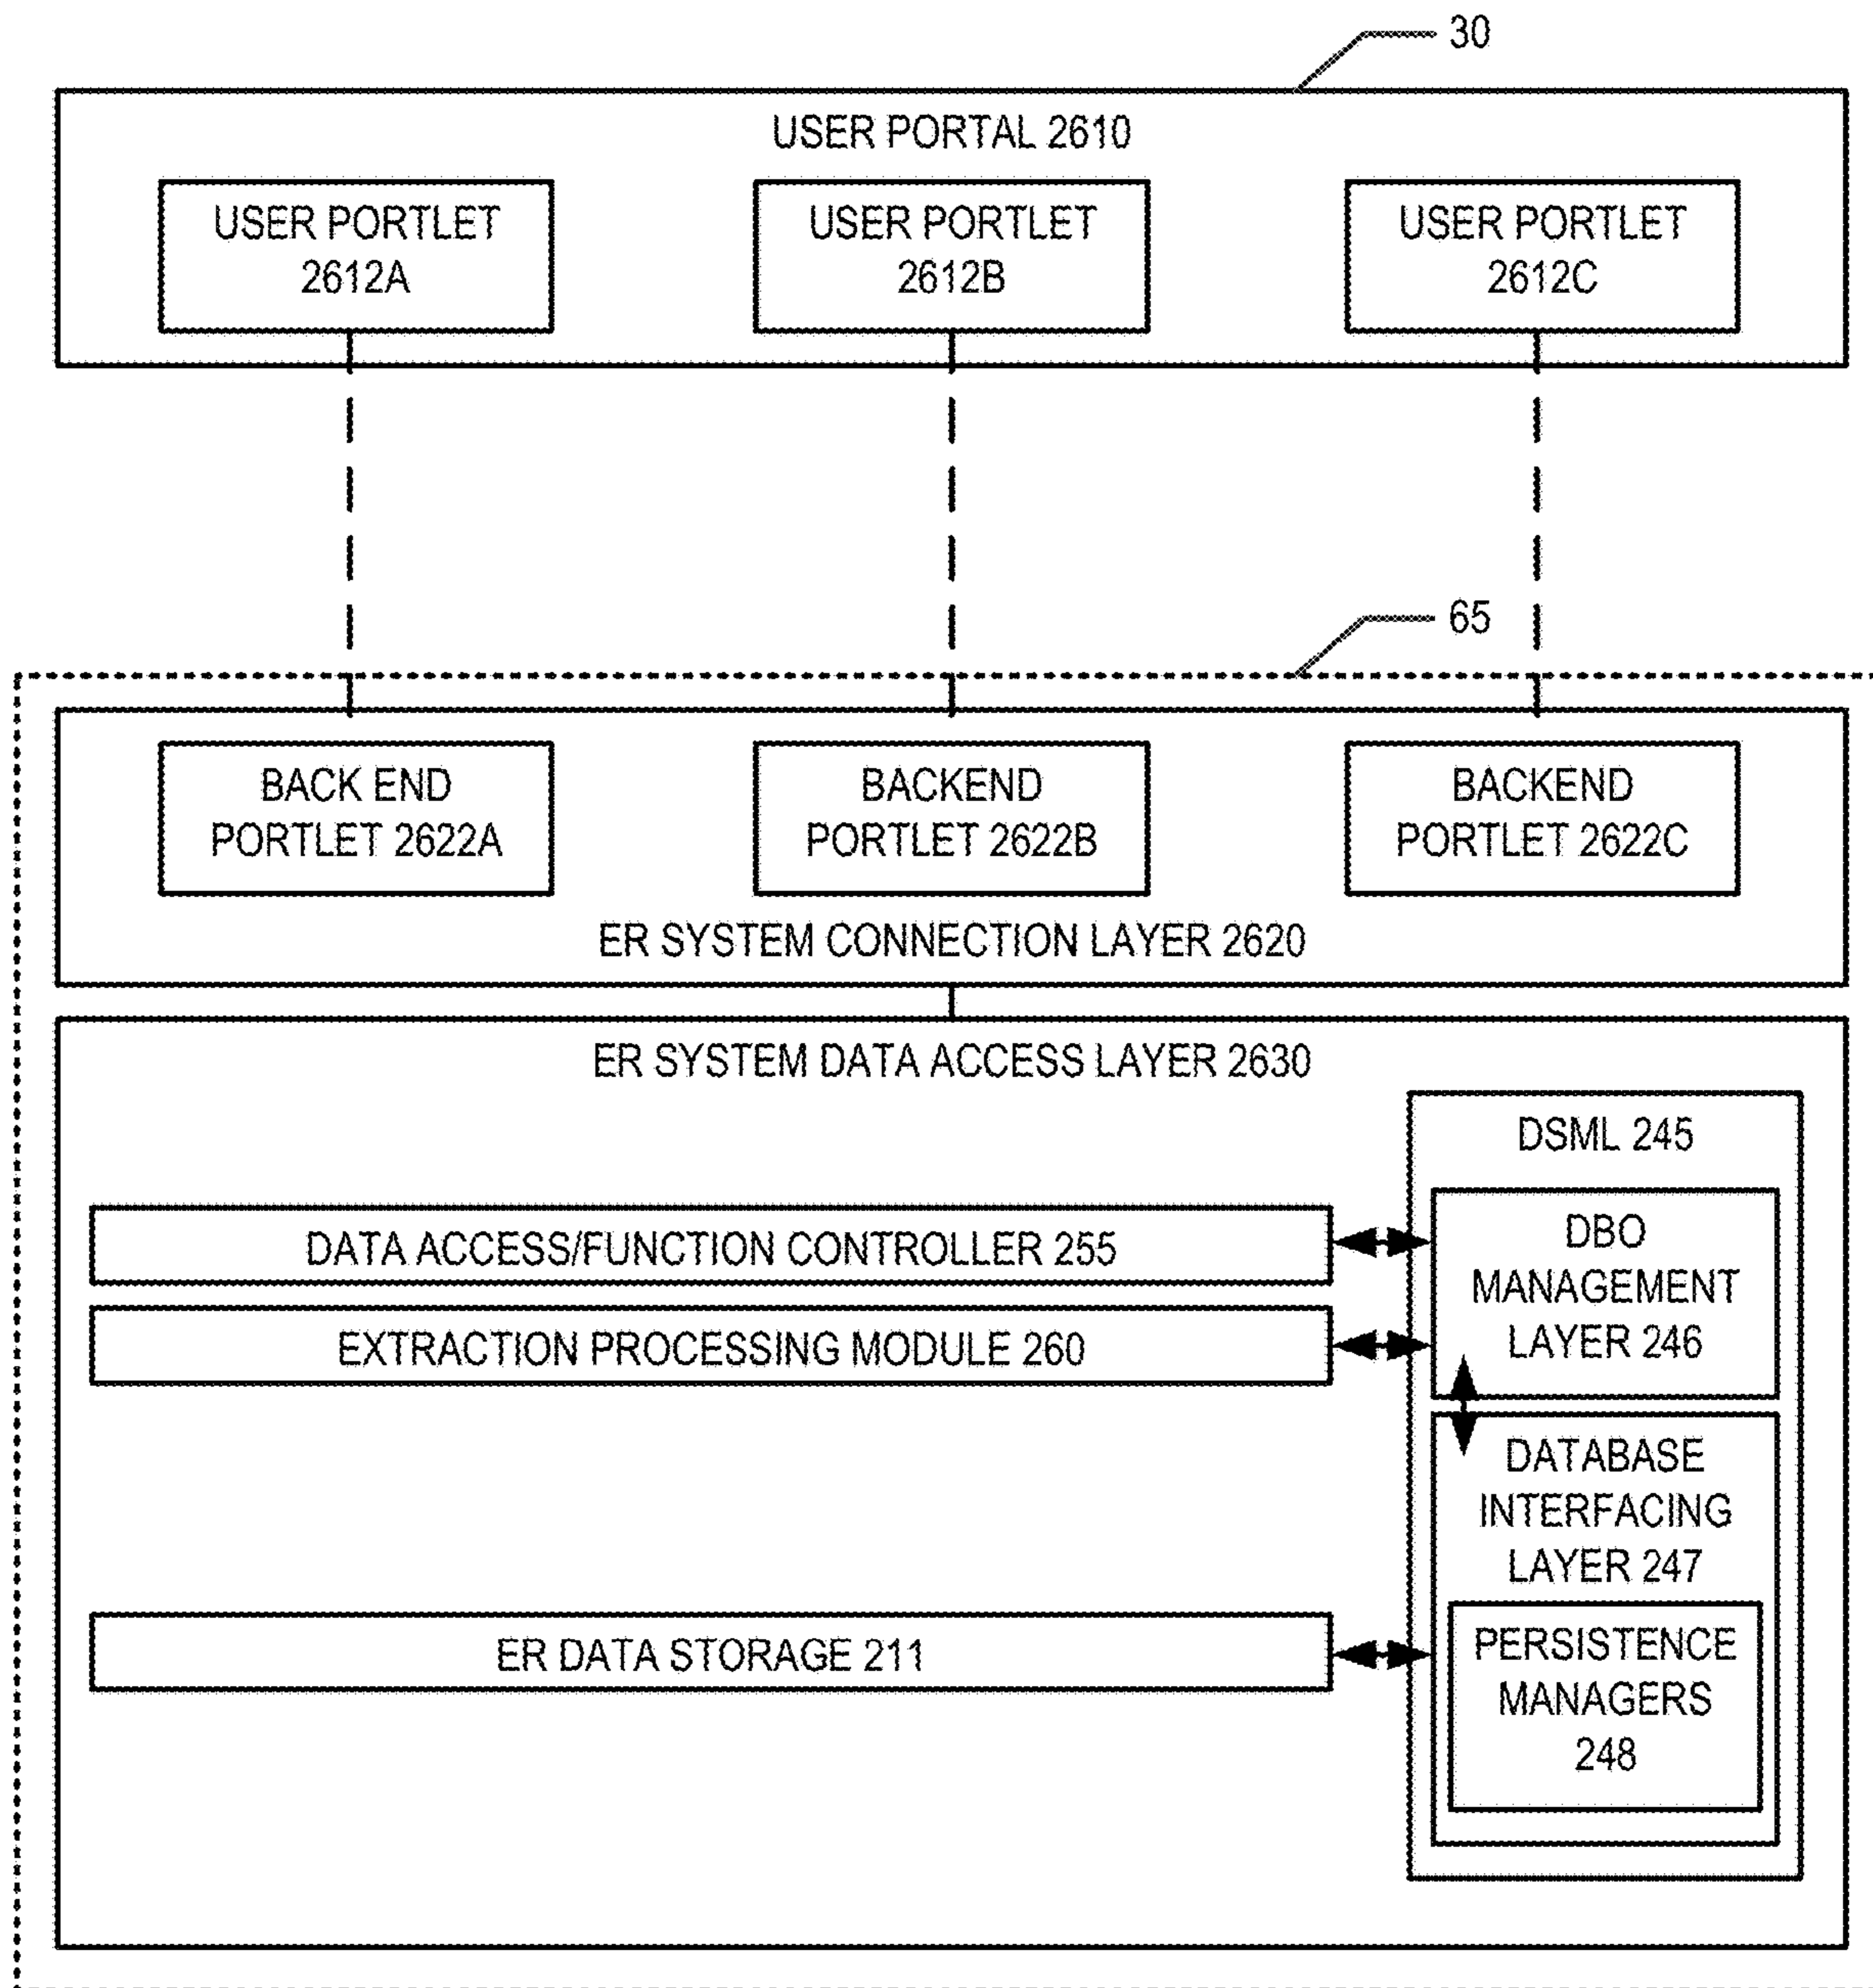 30
USER PORTAL 2610
USER PORTLET
2612A
USER PORTLET
2612B
USER PORTLET
2612C
65
BACK END
PORTLET 2622A
BACKEND
PORTLET 2622B
BACKEND
PORTLET 2622C
ER SYSTEM CONNECTION LAYER 2620
ER SYSTEM DATA ACCESS LAYER 2630
DSML 245
DATA ACCESS/FUNCTION CONTROLLER 255
EXTRACTION PROCESSING MODULE 260
DBO
MANAGEMENT
LAYER 246
DATABASE
INTERFACING
LAYER 247
ER DATA STORAGE 211
PERSISTENCE
MANAGERS
248